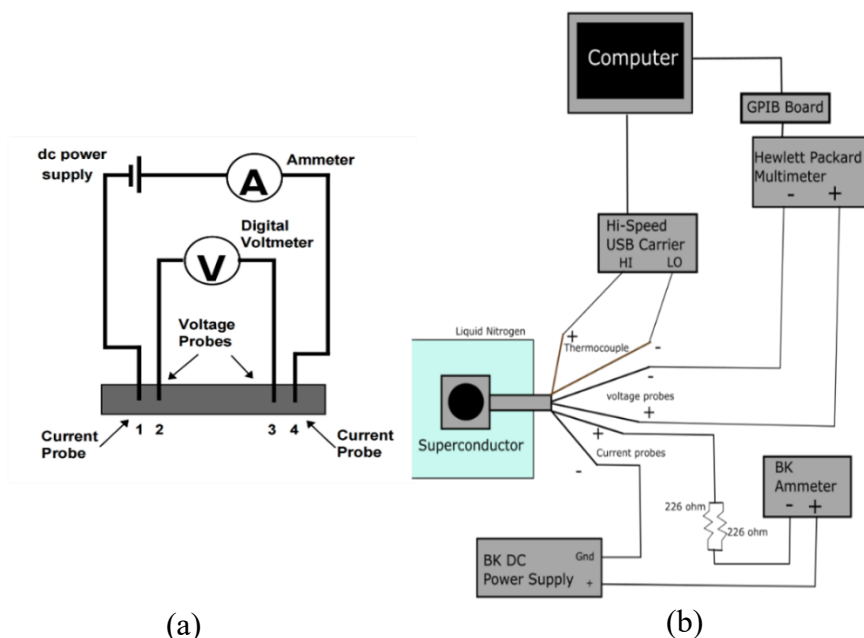 dc power
supply
Ammeter
A
Digital
Voltmeter
V
Voltage
Probes
Current
Probe
1 2
3 4
Current
Probe
(a)
Computer
GPIB Board
Hewlett Packard
Multimeter
- +
Hi-Speed
USB Carrier
HI LO
Liquid Nitrogen
+
Thermocouple
-
-
voltage probes
+
Superconductor
+
Current probes
-
BK
Ammeter
- +
226 ohm
226 ohm
BK DC
Power Supply
Gnd
+
(b)